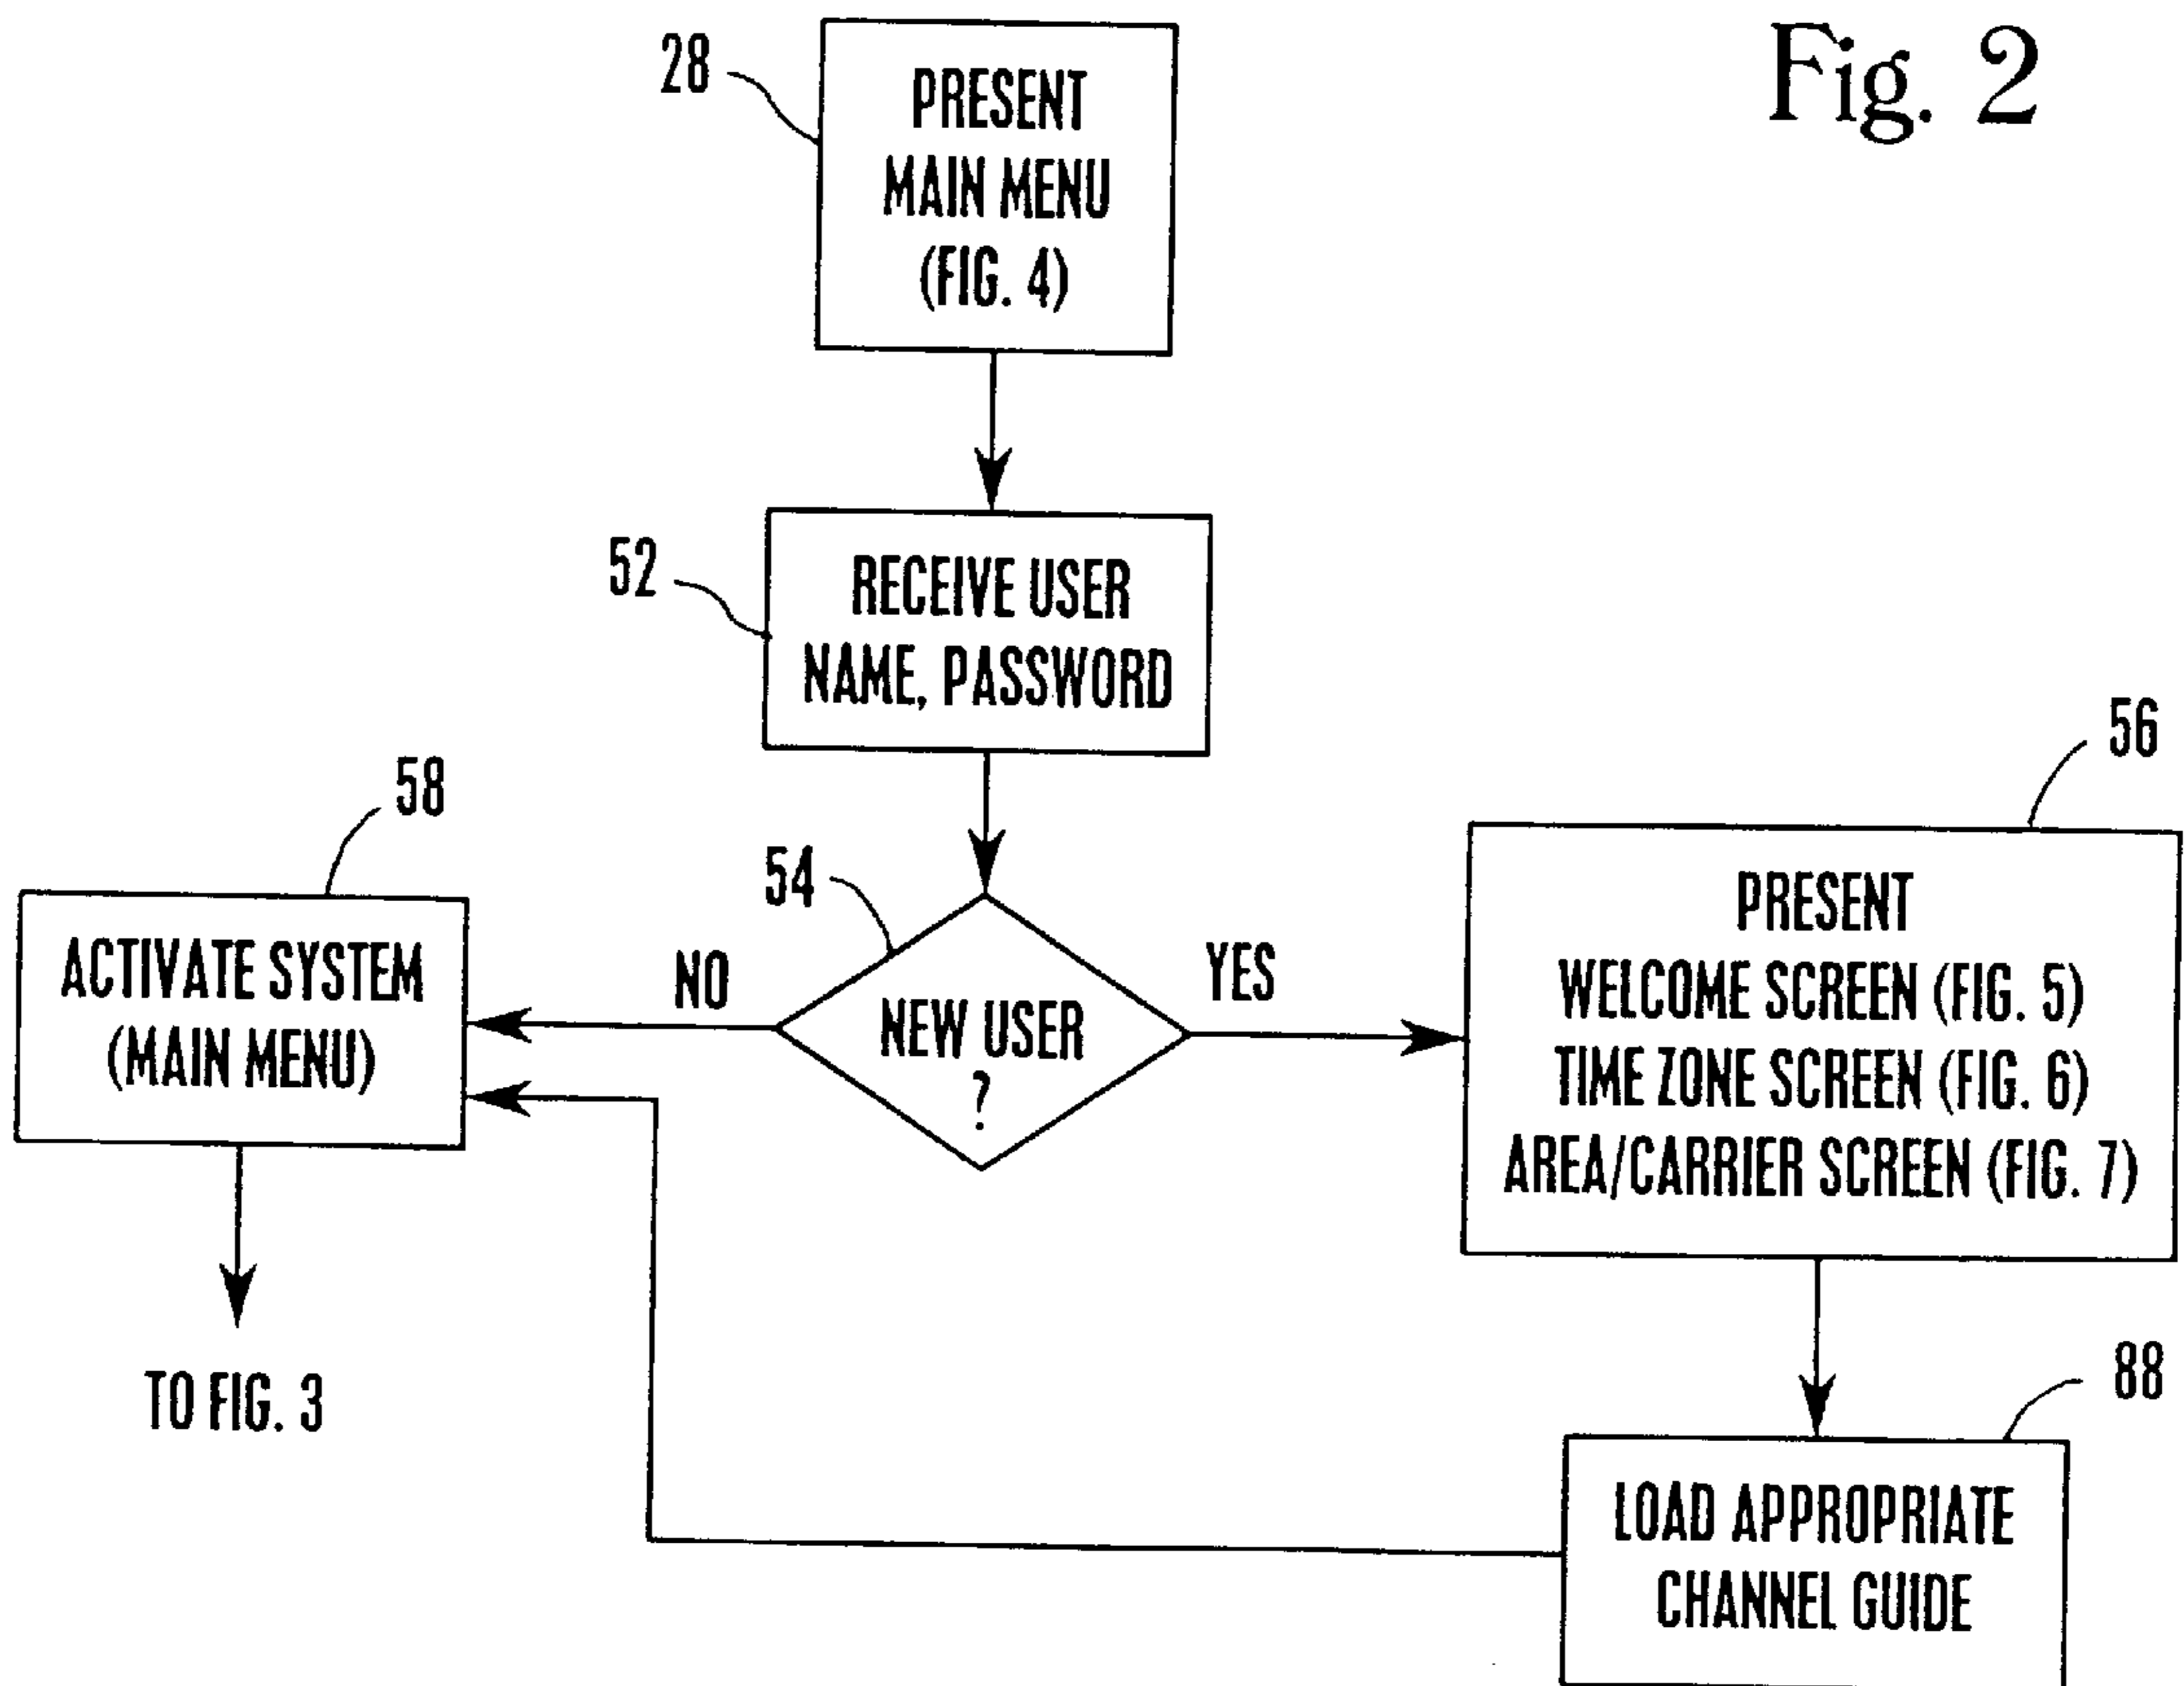 Fig. 2
28
PRESENT
MAIN MENU
(FIG. 4)
52
RECEIVE USER
NAME, PASSWORD
54
NEW USER
?
NO
YES
58
ACTIVATE SYSTEM
(MAIN MENU)
TO FIG. 3
56
PRESENT
WELCOME SCREEN (FIG. 5)
TIME ZONE SCREEN (FIG. 6)
AREA/CARRIER SCREEN (FIG. 7)
88
LOAD APPROPRIATE
CHANNEL GUIDE